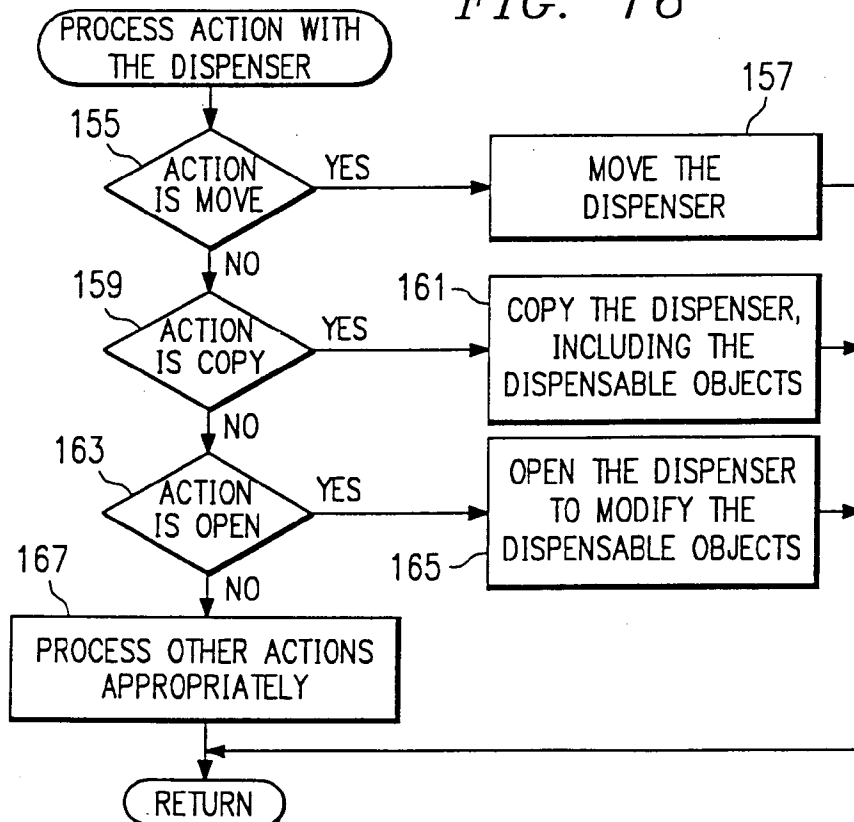 FIG. 7B
PROCESS ACTION WITH
THE DISPENSER
155
ACTION
IS MOVE
YES
157
MOVE THE
DISPENSER
NO
159
ACTION
IS COPY
YES
161
COPY THE DISPENSER,
INCLUDING THE
DISPENSABLE OBJECTS
NO
163
ACTION
IS OPEN
YES
165
OPEN THE DISPENSER
TO MODIFY THE
DISPENSABLE OBJECTS
NO
167
PROCESS OTHER ACTIONS
APPROPRIATELY
RETURN